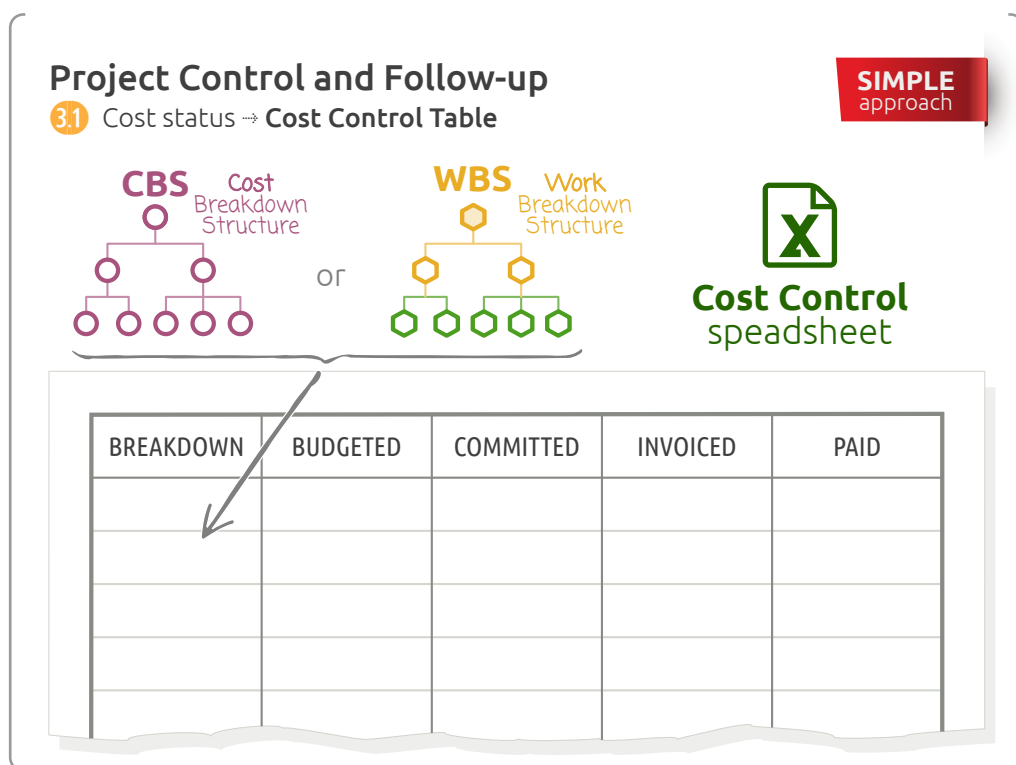 Project Control and Follow-up
SIMPLE
approach
3.1 Cost status → Cost Control Table
CBS Cost
Breakdown
Structure
or
WBS Work
Breakdown
Structure
X
Cost Control
speadsheet
BREAKDOWN BUDGETED COMMITTED INVOICED PAID